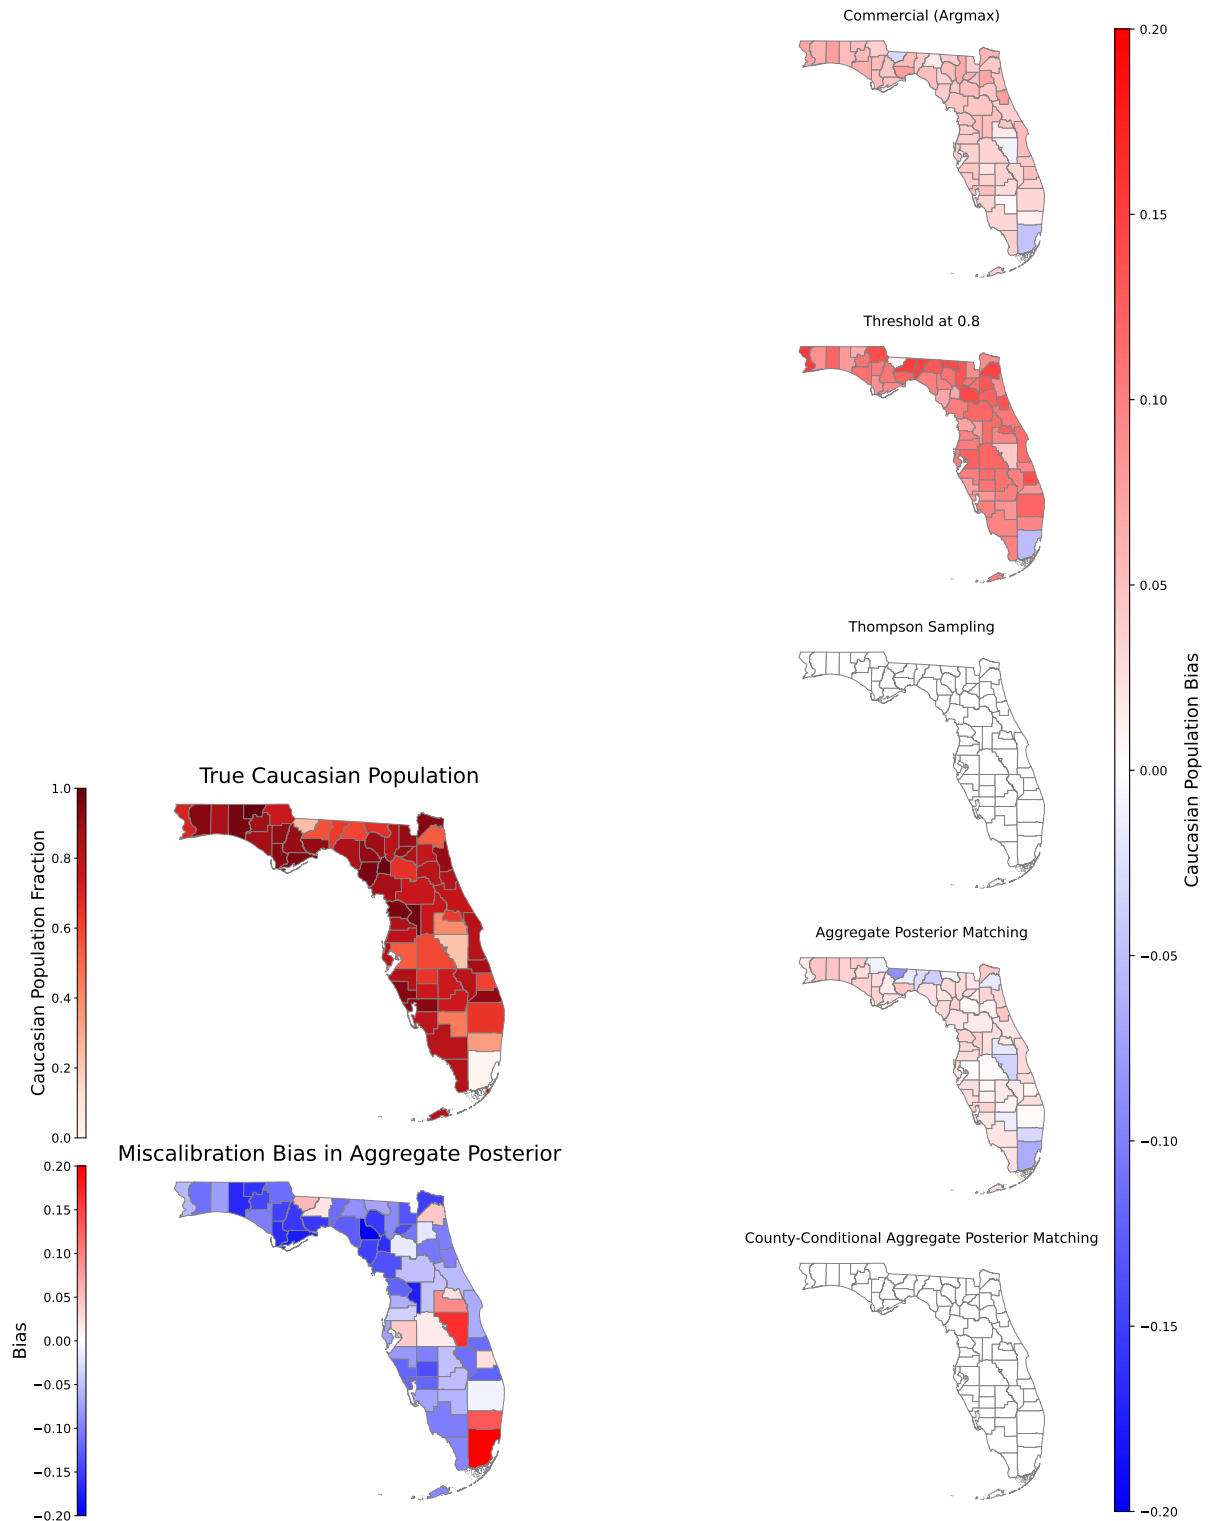 Commercial (Argmax)
0.20
0.15
0.10
0.05
0.00
−0.05
−0.10
−0.15
−0.20
Caucasian Population Bias
Threshold at 0.8
Thompson Sampling
Aggregate Posterior Matching
County-Conditional Aggregate Posterior Matching
True Caucasian Population
1.0
0.8
0.6
0.4
0.2
0.0
Caucasian Population Fraction
Miscalibration Bias in Aggregate Posterior
0.20
0.15
0.10
0.05
0.00
−0.05
−0.10
−0.15
−0.20
Bias